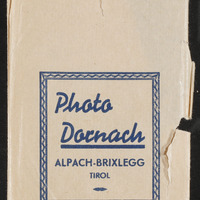 Photo
Dornach
ALPACH-BRIXLEGG
TIROL